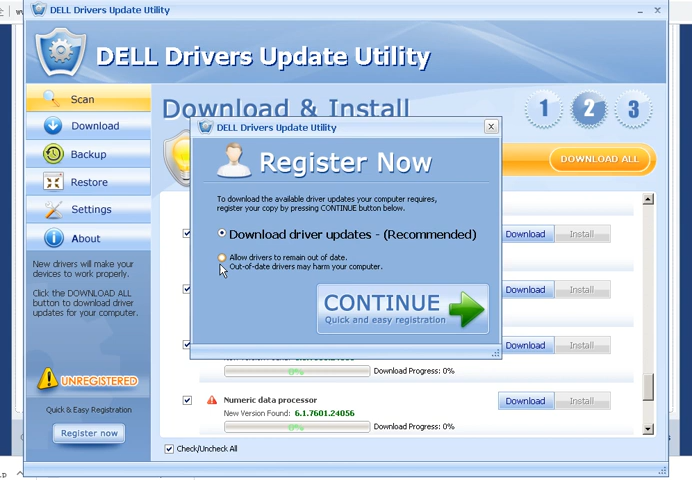 DELL Drivers Update Utility
DELL Drivers Update Utility
Scan
Download
Backup
Restore
Settings
About
New drivers will make your
devices to work properly.
Click the DOWNLOAD ALL
button to download driver
updates for your computer.
UNREGISTERED
Quick & Easy Registration
Register now
Download & Install
1 2 3
DOWNLOAD ALL
DELL Drivers Update Utility
Register Now
To download the available driver updates your computer requires,
register your copy by pressing CONTINUE button below.
Download driver updates - (Recommended)
Allow drivers to remain out of date.
Out-of-date drivers may harm your computer.
CONTINUE
Quick and easy registration
Download Install
Download Install
Download Install
0% Download Progress: 0%
Numeric data processor
Download Install
New Version Found: 6.1.7601.24056
0% Download Progress: 0%
Check/Uncheck All